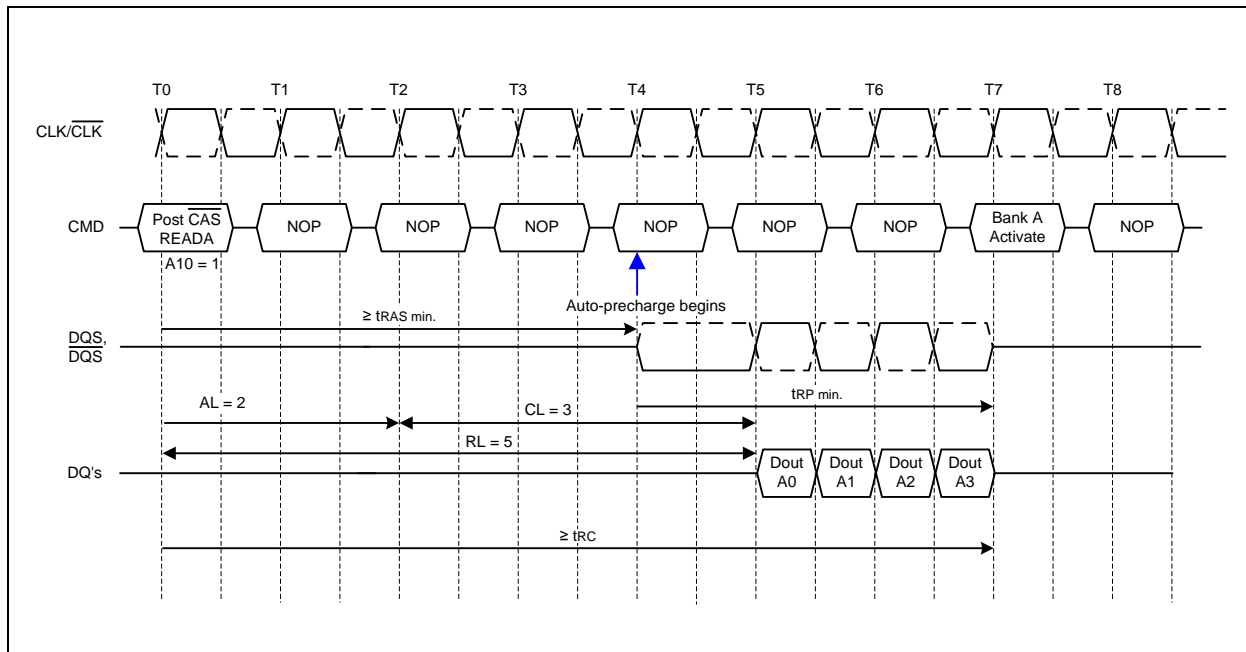 T0 T1 T2 T3 T4 T5 T6 T7 T8
CLK/CLK
CMD
Post CAS
READA
NOP NOP NOP NOP NOP NOP
Bank A
Activate
NOP
A10 = 1
Auto-precharge begins
≥ tRAS min.
DQS,
DQS
tRP min.
AL = 2
CL = 3
RL = 5
DQ's
Dout
A0
Dout
A1
Dout
A2
Dout
A3
≥ tRC